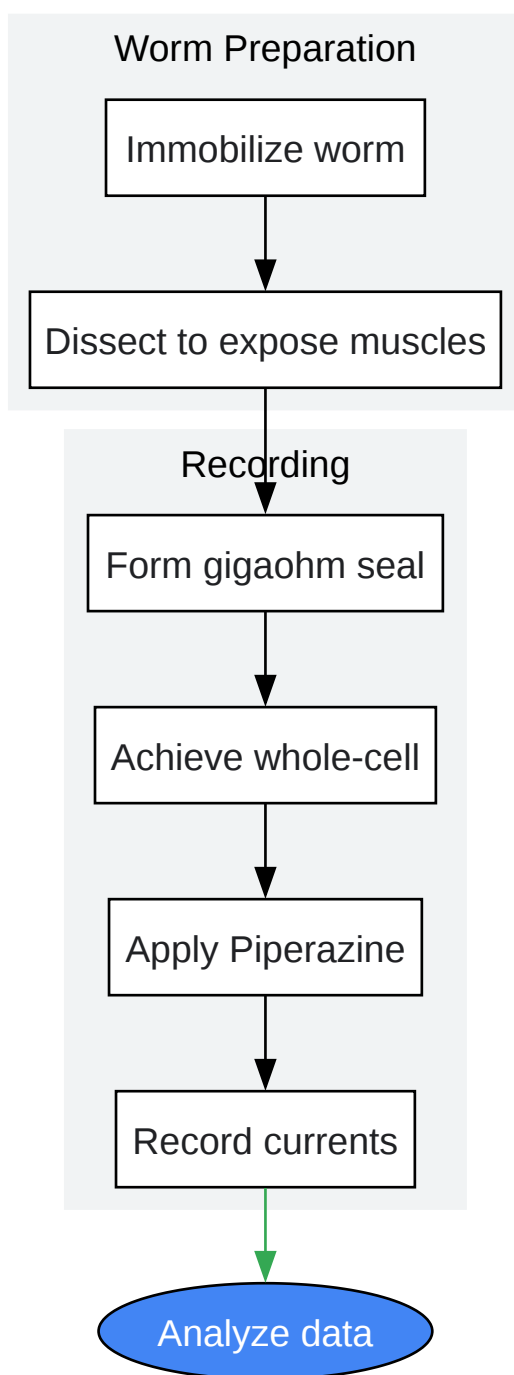 Worm Preparation
Immobilize worm
Dissect to expose muscles
Recording
Form gigaohm seal
Achieve whole-cell
Apply Piperazine
Record currents
Analyze data